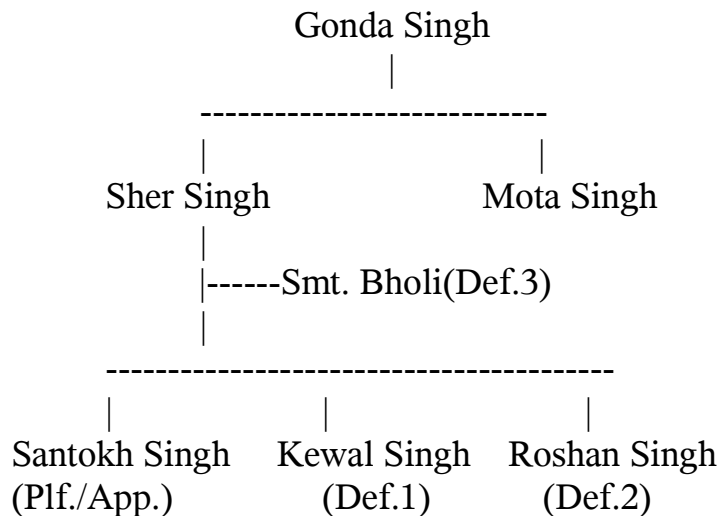 Gonda Singh
Sher Singh Mota Singh
Smt. Bholi(Def.3)
Santokh Singh Kewal Singh Roshan Singh
(Plf./App.) (Def.1) (Def.2)